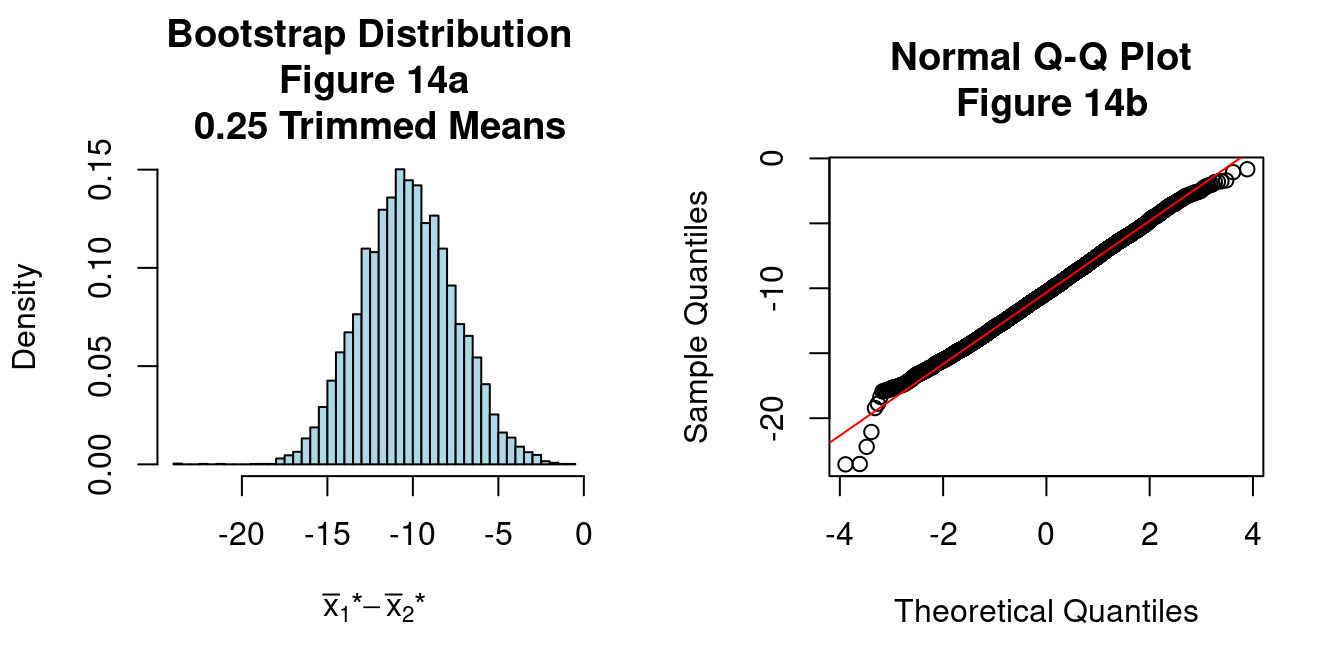 Bootstrap Distribution
Figure 14a
0.25 Trimmed Means
Density
0.15
0.10
0.05
0.00
-20 -15 -10 -5 0
x̅₁*−x̅₂*
Normal Q-Q Plot
Figure 14b
Sample Quantiles
0
-10
-20
-4 -2 0 2 4
Theoretical Quantiles